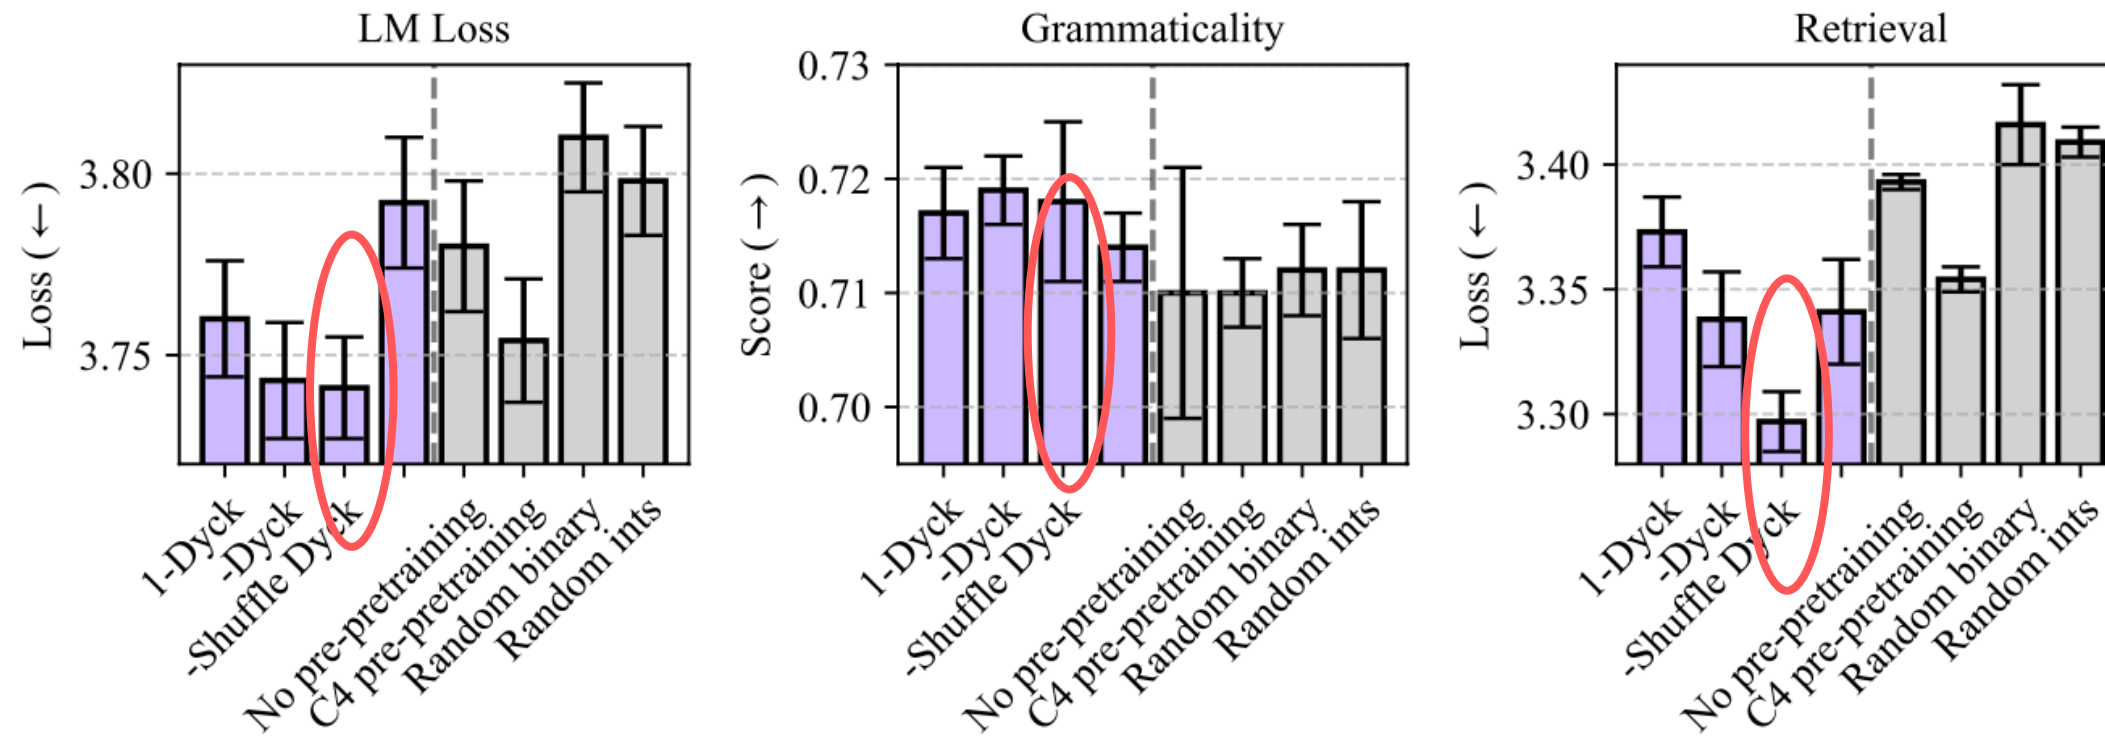 LM Loss
Loss (←)
3.80
3.75
1-Dyck
-Dyck
-Shuffle Dyck
No pre-pretraining
C4 pre-pretraining
Random binary
Random ints
Grammaticality
Score (→)
0.73
0.72
0.71
0.70
1-Dyck
-Dyck
-Shuffle Dyck
No pre-pretraining
C4 pre-pretraining
Random binary
Random ints
Retrieval
Loss (←)
3.40
3.35
3.30
1-Dyck
-Dyck
-Shuffle Dyck
No pre-pretraining
C4 pre-pretraining
Random binary
Random ints